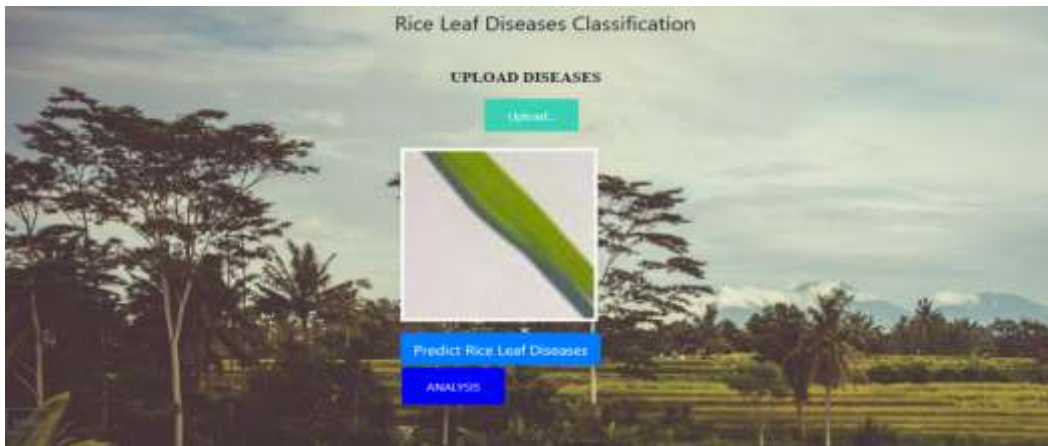 Rice Leaf Diseases Classification
UPLOAD DISEASES
Upload...
Predict Rice Leaf Diseases
ANALYSIS